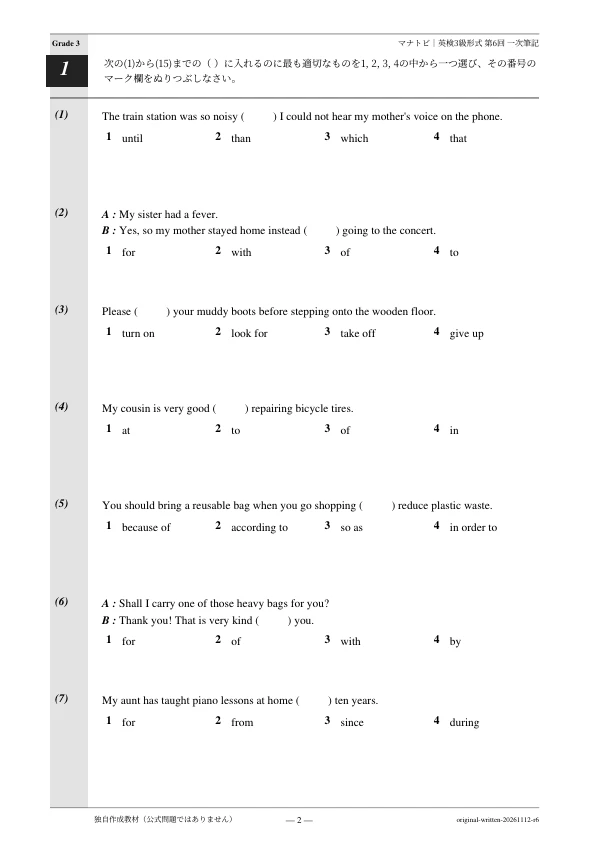 Grade 3
マナトビ｜英検3級形式 第6回 一次筆記
1
次の(1)から(15)までの（ ）に入れるのに最も適切なものを1, 2, 3, 4の中から一つ選び、その番号の
マーク欄をぬりつぶしなさい。
(1)
The train station was so noisy ( ) I could not hear my mother's voice on the phone.
1 until 2 than 3 which 4 that
(2)
A : My sister had a fever.
B : Yes, so my mother stayed home instead ( ) going to the concert.
1 for 2 with 3 of 4 to
(3)
Please ( ) your muddy boots before stepping onto the wooden floor.
1 turn on 2 look for 3 take off 4 give up
(4)
My cousin is very good ( ) repairing bicycle tires.
1 at 2 to 3 of 4 in
(5)
You should bring a reusable bag when you go shopping ( ) reduce plastic waste.
1 because of 2 according to 3 so as 4 in order to
(6)
A : Shall I carry one of those heavy bags for you?
B : Thank you! That is very kind ( ) you.
1 for 2 of 3 with 4 by
(7)
My aunt has taught piano lessons at home ( ) ten years.
1 for 2 from 3 since 4 during
独自作成教材（公式問題ではありません）
— 2 —
original-written-20261112-r6